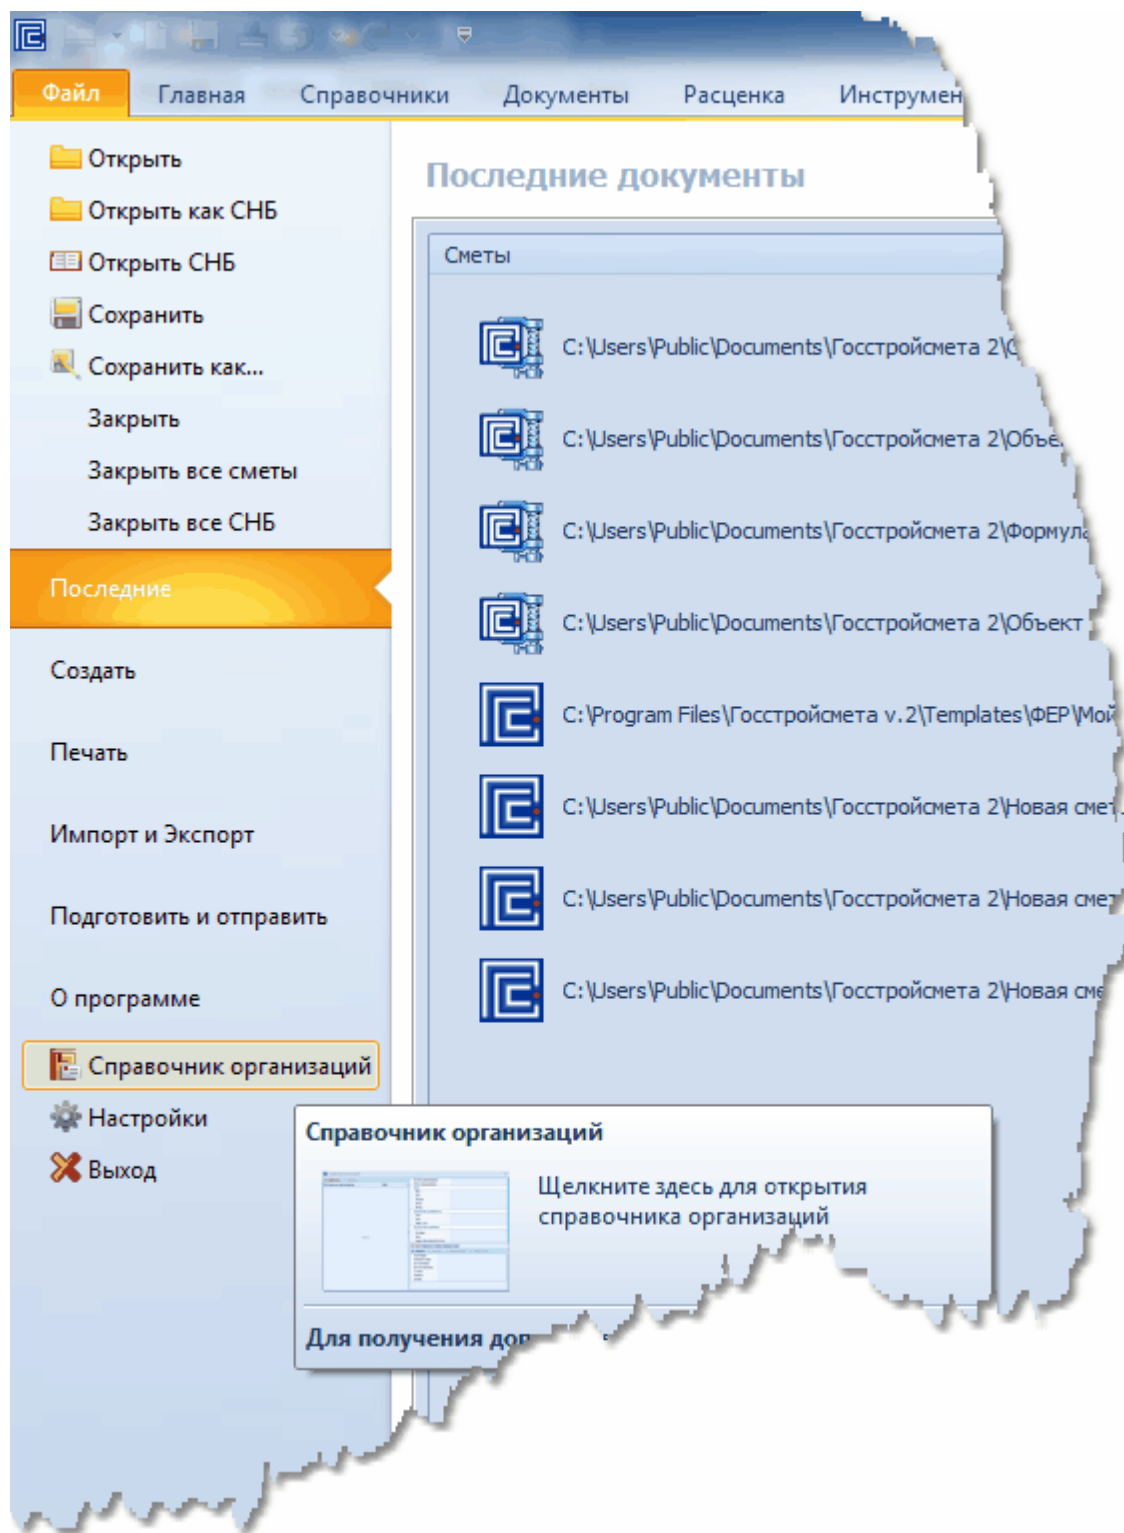 Файл Главная Справочники Документы Расценка
Открыть
Открыть как СНБ
Открыть СНБ
Сохранить
Сохранить как...
Закрыть
Закрыть все сметы
Закрыть все СНБ
Последние
Создать
Печать
Импорт и Экспорт
Подготовить и отправить
О программе
Справочник организаций
Настройки
Выход
Последние документы
Сметы
C:\Users\Public\Documents\Госстройсмета 2\
C:\Users\Public\Documents\Госстройсмета 2\
C:\Users\Public\Documents\Госстройсмета 2\
C:\Users\Public\Documents\Госстройсмета 2\Объект
C:\Program Files\Госстройсмета v.2\Templates\ФЕР\Мой
C:\Users\Public\Documents\Госстройсмета 2\Новая
C:\Users\Public\Documents\Госстройсмета 2\Новая
C:\Users\Public\Documents\Госстройсмета 2\Новая
Справочник организаций
Щелкните здесь для открытия
справочника организаций
Для получения